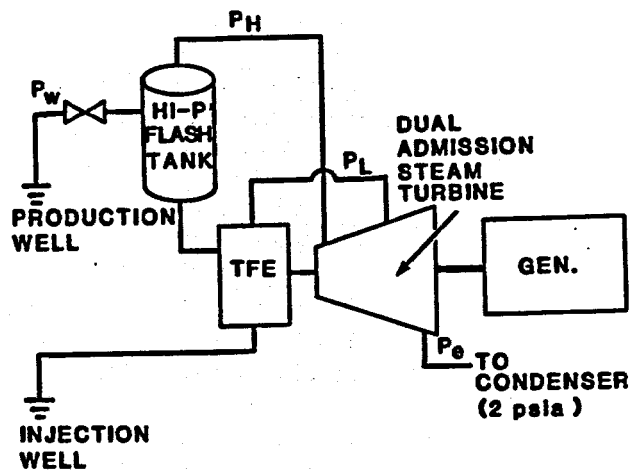 P_H
P_w
HI-P
FLASH
TANK
DUAL
ADMISSION
STEAM
TURBINE
P_L
PRODUCTION
WELL
TFE
GEN.
P_e
TO
CONDENSER
(2 psia)
INJECTION
WELL